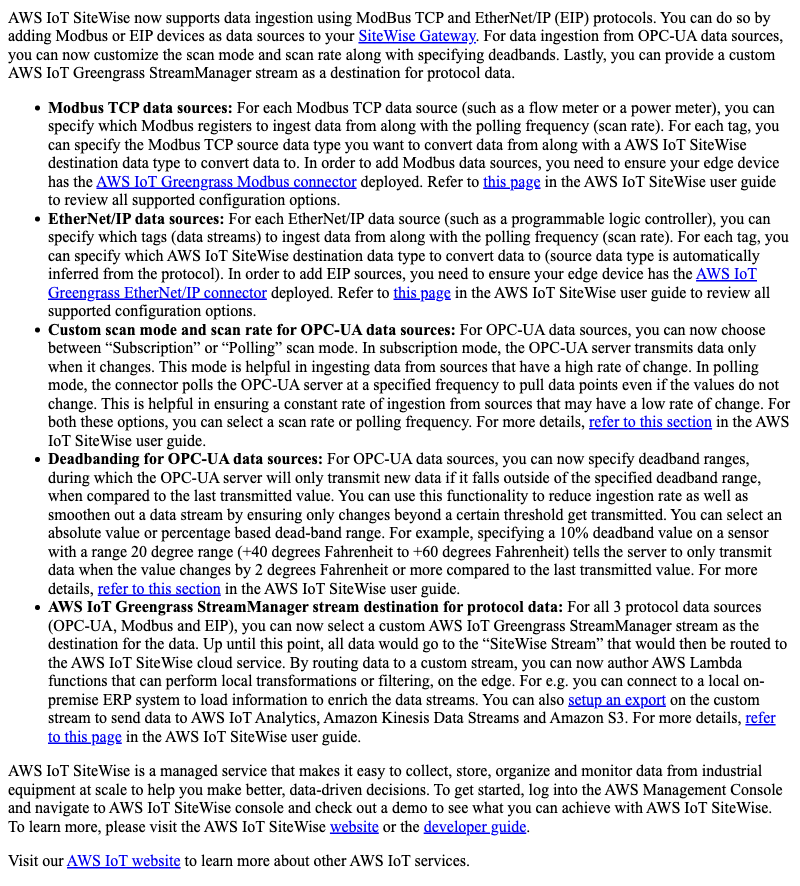 AWS IoT SiteWise now supports data ingestion using ModBus TCP and EtherNet/IP (EIP) protocols. You can do so by
adding Modbus or EIP devices as data sources to your SiteWise Gateway. For data ingestion from OPC-UA data sources,
you can now customize the scan mode and scan rate along with specifying deadbands. Lastly, you can provide a custom
AWS IoT Greengrass StreamManager stream as a destination for protocol data.
• Modbus TCP data sources: For each Modbus TCP data source (such as a flow meter or a power meter), you can
specify which Modbus registers to ingest data from along with the polling frequency (scan rate). For each tag, you
can specify the Modbus TCP source data type you want to convert data from along with a AWS IoT SiteWise
destination data type to convert data to. In order to add Modbus data sources, you need to ensure your edge device
has the AWS IoT Greengrass Modbus connector deployed. Refer to this page in the AWS IoT SiteWise user guide
to review all supported configuration options.
• EtherNet/IP data sources: For each EtherNet/IP data source (such as a programmable logic controller), you can
specify which tags (data streams) to ingest data from along with the polling frequency (scan rate). For each tag, you
can specify which AWS IoT SiteWise destination data type to convert data to (source data type is automatically
inferred from the protocol). In order to add EIP sources, you need to ensure your edge device has the AWS IoT
Greengrass EtherNet/IP connector deployed. Refer to this page in the AWS IoT SiteWise user guide to review all
supported configuration options.
• Custom scan mode and scan rate for OPC-UA data sources: For OPC-UA data sources, you can now choose
between “Subscription” or “Polling” scan mode. In subscription mode, the OPC-UA server transmits data only
when it changes. This mode is helpful in ingesting data from sources that have a high rate of change. In polling
mode, the connector polls the OPC-UA server at a specified frequency to pull data points even if the values do not
change. This is helpful in ensuring a constant rate of ingestion from sources that may have a low rate of change. For
both these options, you can select a scan rate or polling frequency. For more details, refer to this section in the AWS
IoT SiteWise user guide.
• Deadbanding for OPC-UA data sources: For OPC-UA data sources, you can now specify deadband ranges,
during which the OPC-UA server will only transmit new data if it falls outside of the specified deadband range,
when compared to the last transmitted value. You can use this functionality to reduce ingestion rate as well as
smoothen out a data stream by ensuring only changes beyond a certain threshold get transmitted. You can select an
absolute value or percentage based dead-band range. For example, specifying a 10% deadband value on a sensor
with a range 20 degree range (+40 degrees Fahrenheit to +60 degrees Fahrenheit) tells the server to only transmit
data when the value changes by 2 degrees Fahrenheit or more compared to the last transmitted value. For more
details, refer to this section in the AWS IoT SiteWise user guide.
• AWS IoT Greengrass StreamManager stream destination for protocol data: For all 3 protocol data sources
(OPC-UA, Modbus and EIP), you can now select a custom AWS IoT Greengrass StreamManager stream as the
destination for the data. Up until this point, all data would go to the “SiteWise Stream” that would then be routed to
the AWS IoT SiteWise cloud service. By routing data to a custom stream, you can now author AWS Lambda
functions that can perform local transformations or filtering, on the edge. For e.g. you can connect to a local on-
premise ERP system to load information to enrich the data streams. You can also setup an export on the custom
stream to send data to AWS IoT Analytics, Amazon Kinesis Data Streams and Amazon S3. For more details, refer
to this page in the AWS IoT SiteWise user guide.
AWS IoT SiteWise is a managed service that makes it easy to collect, store, organize and monitor data from industrial
equipment at scale to help you make better, data-driven decisions. To get started, log into the AWS Management Console
and navigate to AWS IoT SiteWise console and check out a demo to see what you can achieve with AWS IoT SiteWise.
To learn more, please visit the AWS IoT SiteWise website or the developer guide.
Visit our AWS IoT website to learn more about other AWS IoT services.